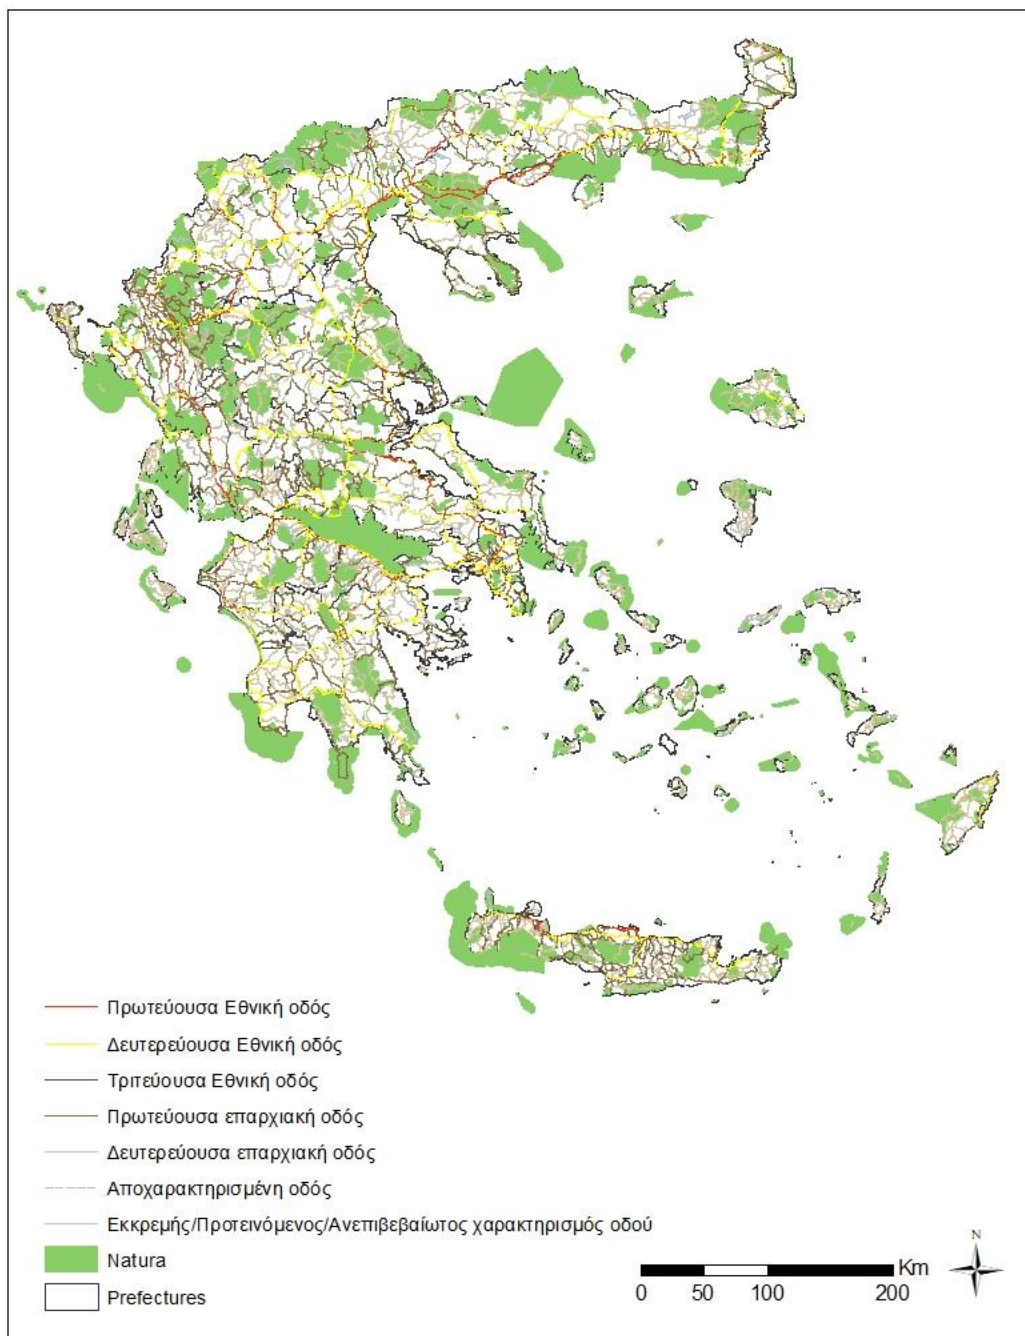 Πρωτεύουσα Εθνική οδός
Δευτερεύουσα Εθνική οδός
Τριτεύουσα Εθνική οδός
Πρωτεύουσα επαρχιακή οδός
Δευτερεύουσα επαρχιακή οδός
Αποχαρακτηρισμένη οδός
Εκκρεμής/Προτεινόμενος/Ανεπιβεβαίωτος χαρακτηρισμός οδού
Natura
Prefectures
N
Km
0 50 100 200